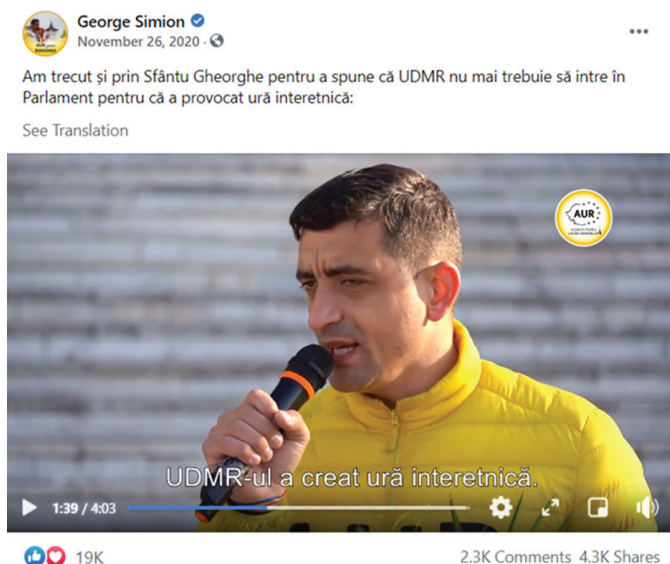 George Simion
November 26, 2020 ·
Am trecut și prin Sfântu Gheorghe pentru a spune că UDMR nu mai trebuie să intre în
Parlament pentru că a provocat ură interetnică:
See Translation
AUR
UDMR-ul a creat ură interetnică.
1:39 / 4:03
19K
2.3K Comments 4.3K Shares